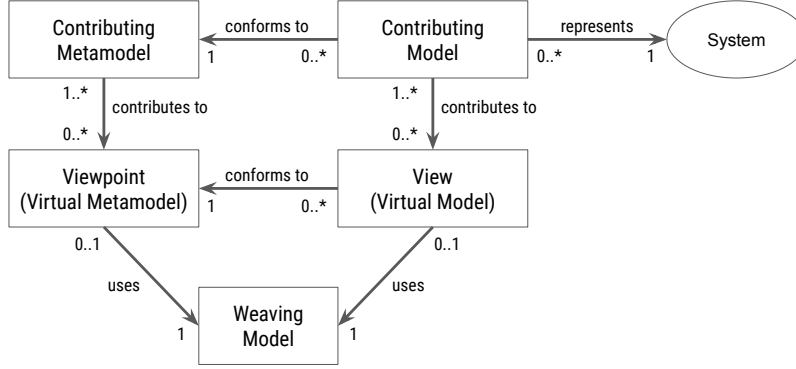 Contributing
Metamodel
conforms to
1
0..*
Contributing
Model
represents
0..*
1
System
1..*
contributes to
0..*
1..*
contributes to
0..*
Viewpoint
(Virtual Metamodel)
conforms to
1
0..*
View
(Virtual Model)
0..1
uses
1
0..1
uses
1
Weaving
Model